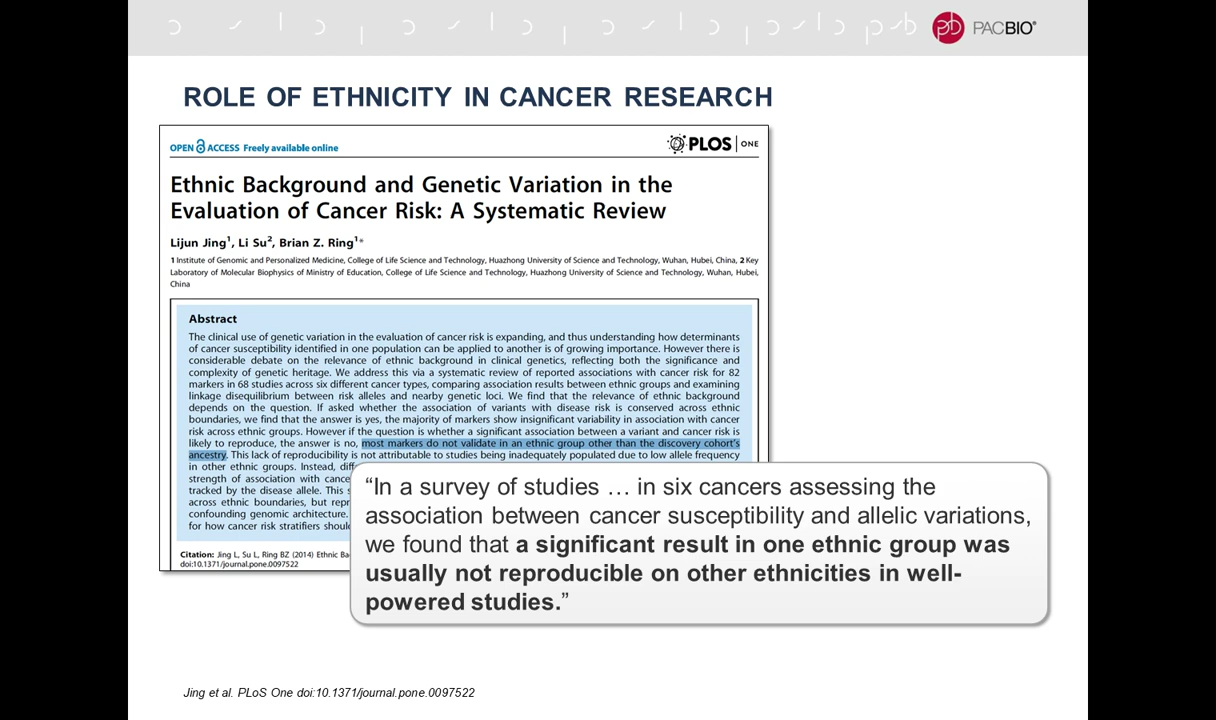 PACBIO®
ROLE OF ETHNICITY IN CANCER RESEARCH
OPEN ACCESS Freely available online
PLOS ONE
Ethnic Background and Genetic Variation in the
Evaluation of Cancer Risk: A Systematic Review
Lijun Jing1, Li Su2, Brian Z. Ring1*
1 Institute of Genomic and Personalized Medicine, College of Life Science and Technology, Huazhong University of Science and Technology, Wuhan, Hubei, China, 2 Key
Laboratory of Molecular Biophysics of Ministry of Education, College of Life Science and Technology, Huazhong University of Science and Technology, Wuhan, Hubei,
China
Abstract
The clinical use of genetic variation in the evaluation of cancer risk is expanding, and thus understanding how determinants
of cancer susceptibility identified in one population can be applied to another is of growing importance. However there is
considerable debate on the relevance of ethnic background in clinical genetics, reflecting both the significance and
complexity of genetic heritage. We address this via a systematic review of reported associations with cancer risk for 82
markers in 68 studies across six different cancer types, comparing association results between ethnic groups and examining
linkage disequilibrium between risk alleles and nearby genetic loci. We find that the relevance of ethnic background
depends on the question. If asked whether the association of variants with disease risk is conserved across ethnic
boundaries, we find that the answer is yes, the majority of markers show insignificant variability in association with cancer
risk across ethnic groups. However if the question is whether a significant association between a variant and cancer risk is
likely to reproduce, the answer is no, most markers do not validate in an ethnic group other than the discovery cohort's
ancestry. This lack of reproducibility is not attributable to studies being inadequately populated due to low allele frequency
in other ethnic groups. Instead,
strength of association with
tracked by the disease allele. This
across ethnic boundaries, but
confounding genomic architecture.
for how cancer risk stratifiers
Citation: Jing L, Su L, Ring BZ (2014) Ethnic
doi:10.1371/journal.pone.0097522
“In a survey of studies … in six cancers assessing the
association between cancer susceptibility and allelic variations,
we found that a significant result in one ethnic group was
usually not reproducible on other ethnicities in well-
powered studies.”
Jing et al. PLoS One doi:10.1371/journal.pone.0097522